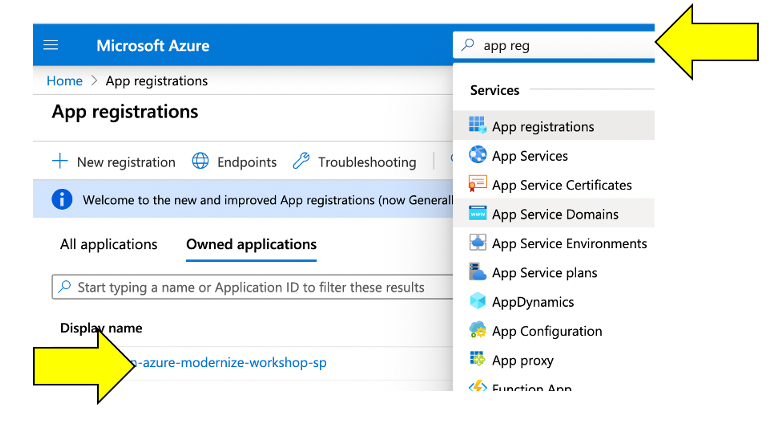 Microsoft Azure
app reg
Home > App registrations
App registrations
New registration
Endpoints
Troubleshooting
Welcome to the new and improved App registrations (now Generall
All applications
Owned applications
Start typing a name or Application ID to filter these results
Display name
-azure-modernize-workshop-sp
Services
App registrations
App Services
App Service Certificates
www App Service Domains
App Service Environments
App Service plans
AppDynamics
App Configuration
App proxy
Function App